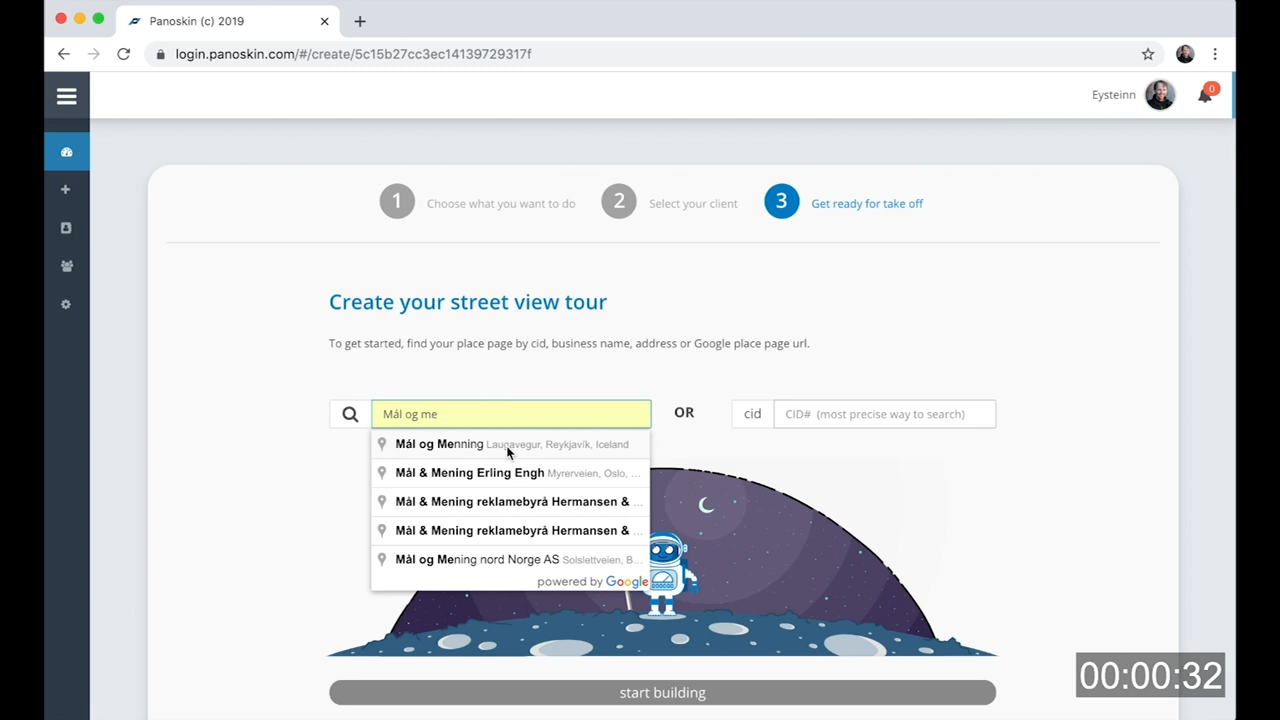 Panoskin (c) 2019
login.panoskin.com/#/create/5c15b27cc3ec14139729317f
Eysteinn
0
1 Choose what you want to do 2 Select your client 3 Get ready for take off
Create your street view tour
To get started, find your place page by cid, business name, address or Google place page url.
Mál og me OR cid CID# (most precise way to search)
Mál og Menning Laugavegur, Reykjavík, Iceland
Mål & Mening Erling Engh Myrerveien, Oslo, ...
Mål & Mening reklamebyrå Hermansen & ...
Mål & Mening reklamebyrå Hermansen & ...
Mål og Mening nord Norge AS Solslettveien, B...
powered by Google
start building
00:00:32